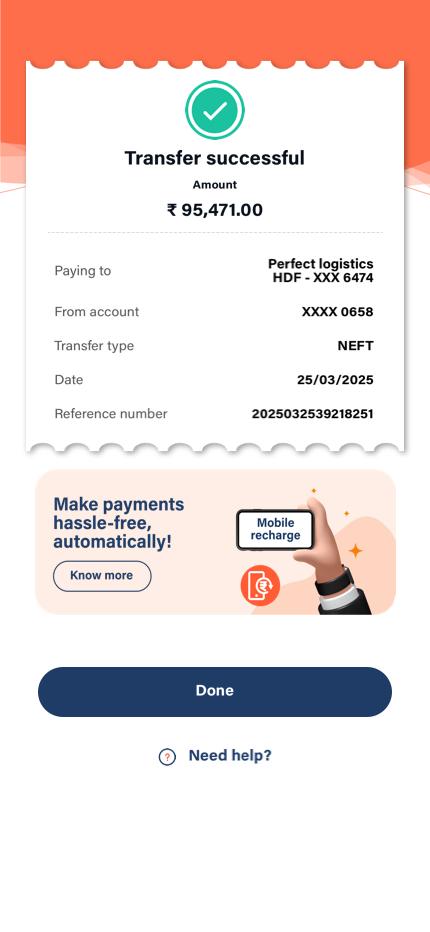 Transfer successful
Amount
₹ 95,471.00
Paying to
Perfect logistics
HDF - XXX 6474
From account
XXXX 0658
Transfer type
NEFT
Date
25/03/2025
Reference number
2025032539218251
Make payments
hassle-free,
automatically!
Know more
Mobile
recharge
₹
Done
? Need help?